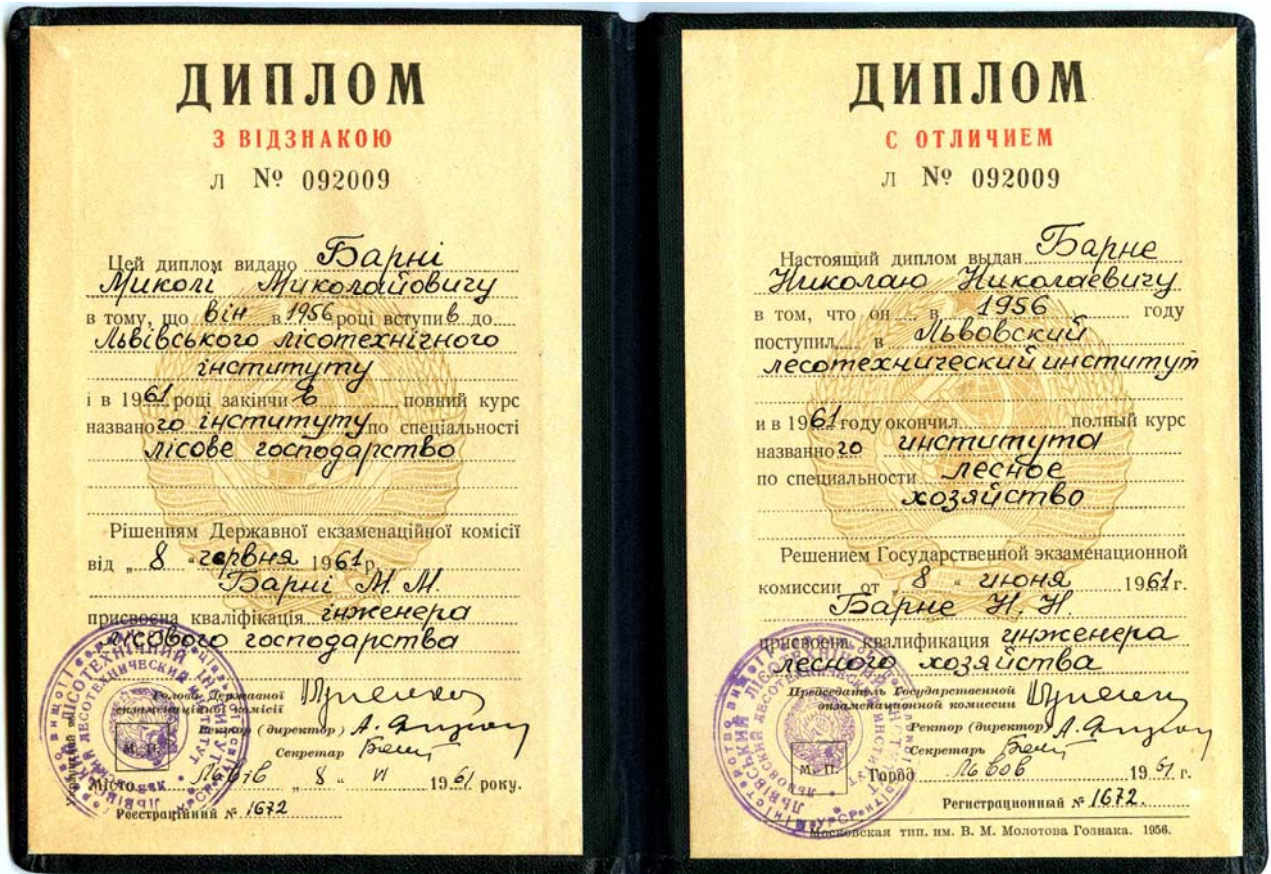 ДИПЛОМ
З ВІДЗНАКОЮ
Л № 092009
Цей диплом видано Барні
Миколі Миколайовичу
в тому, що він в 1956 році вступив до
Львівського лісотехнічного
інституту
і в 1961 році закінчив повний курс
названого інституту по спеціальності
лісове господарство
Рішенням Державної екзаменаційної комісії
від „ 8 “ червня 1961 р.
Барні М. М.
присвоєна кваліфікація інженера
лісового господарства
Голова Державної
екзаменаційної комісії
Ректор (директор)
Секретар
М. П.
Місто Львів „ 8 “ VI 1961 року.
Реєстраційний № 1672
ДИПЛОМ
С ОТЛИЧИЕМ
Л № 092009
Настоящий диплом выдан Барне
Николаю Николаевичу
в том, что он в 1956 году
поступил в Львовский
лесотехнический институт
и в 1961 году окончил полный курс
названного института
по специальности лесное
хозяйство
Решением Государственной экзаменационной
комиссии от „ 8 “ июня 1961 г.
Барне Н. Н.
присвоена квалификация инженера
лесного хозяйства
Председатель Государственной
экзаменационной комиссии
Ректор (директор)
Секретарь
М. П.
Город Львов 1961 г.
Регистрационный № 1672.
Московская тип. им. В. М. Молотова Гознака. 1956.